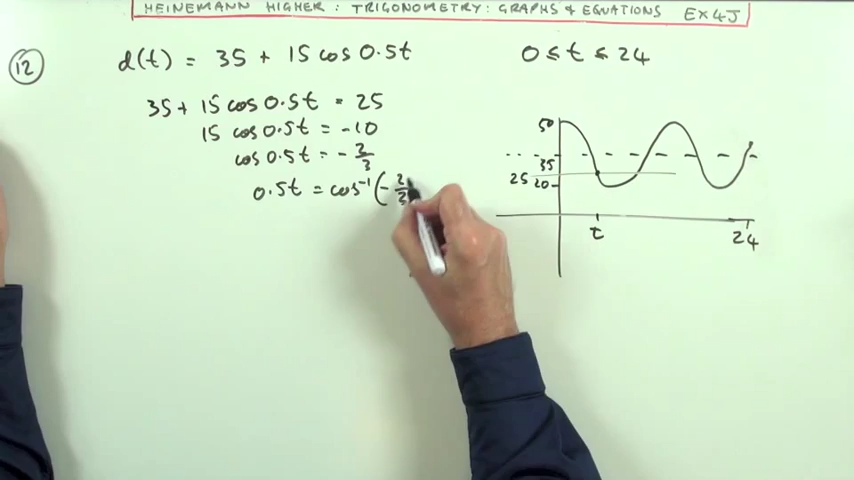 HEINEMANN HIGHER : TRIGONOMETRY : GRAPHS & EQUATIONS EX 4J
12 d(t) = 35 + 15 cos 0.5t 0 ≤ t ≤ 24
35 + 15 cos 0.5t = 25
15 cos 0.5t = -10
cos 0.5t = - 2/3
0.5t = cos⁻¹ (- 2/3
50
35
25 20
t 24